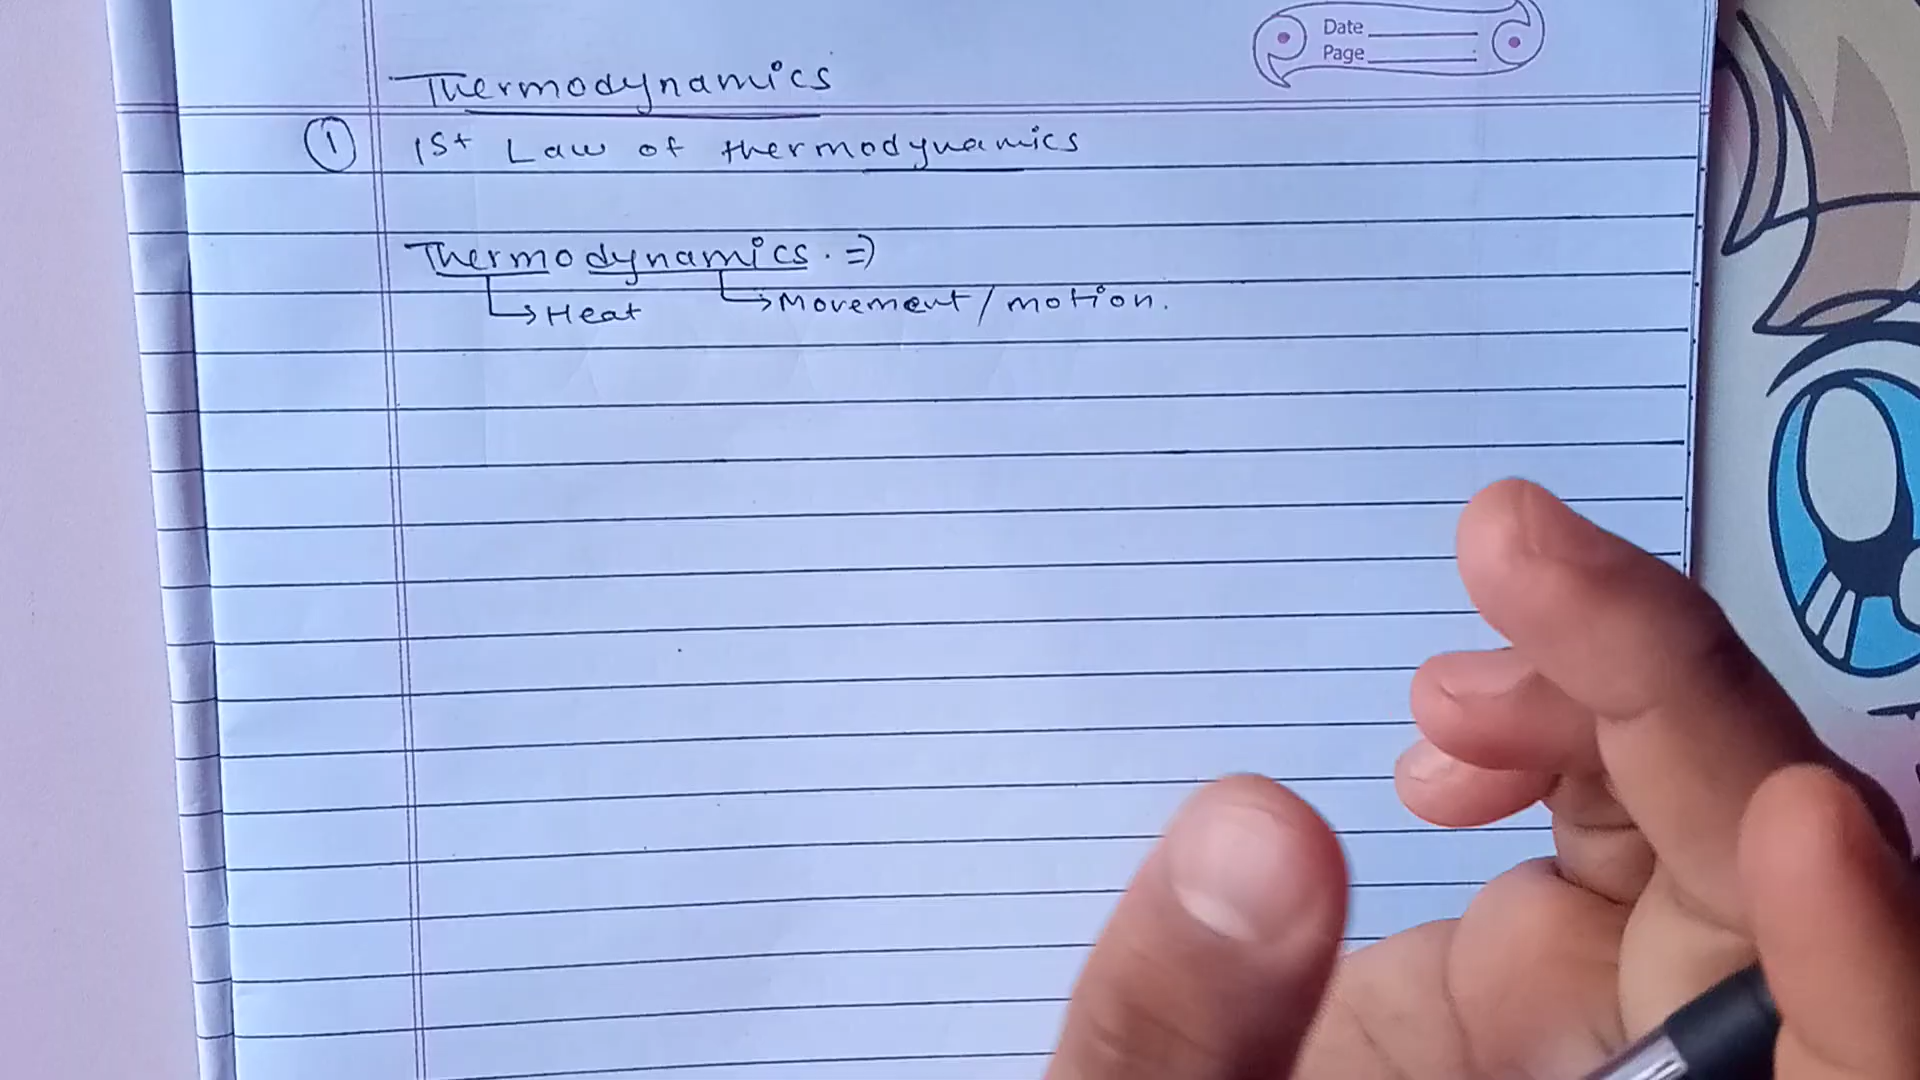 Date
Page
Thermodynamics
1 1st Law of thermodynamics
Thermodynamics. =>
Heat
Movement/motion.